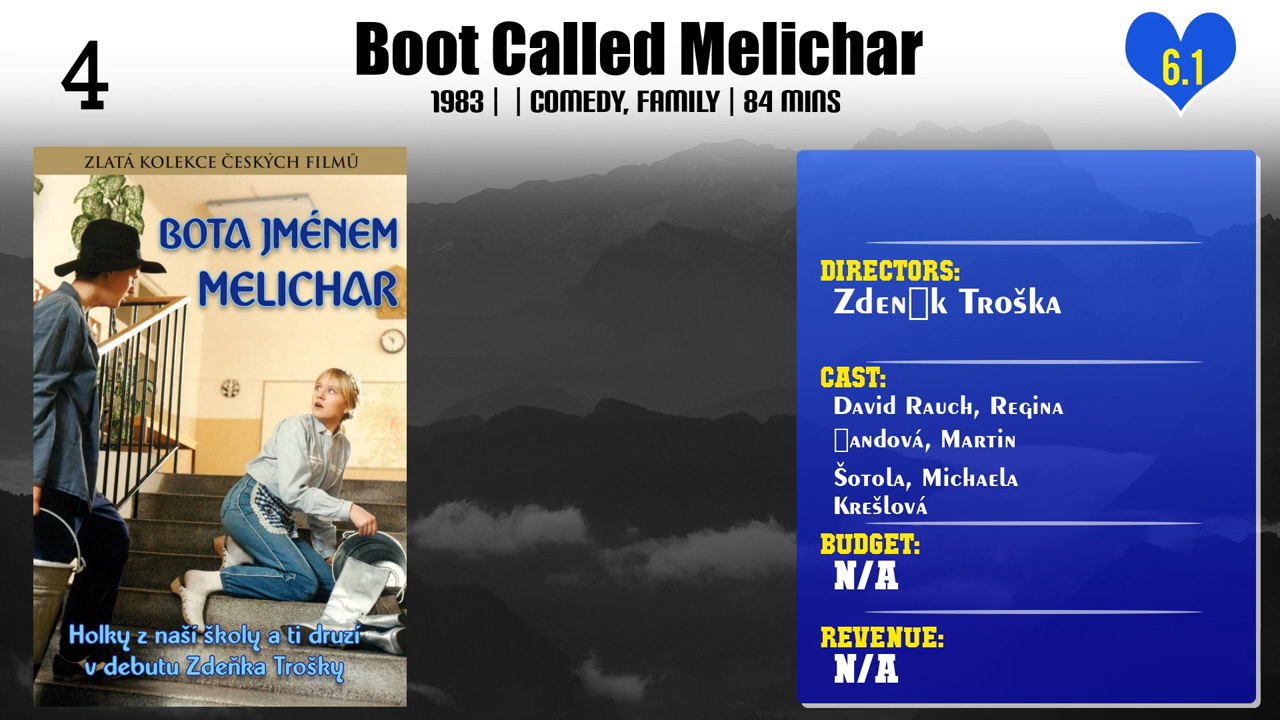 4
Boot Called Melichar
1983 | | COMEDY, FAMILY | 84 MINS
6.1
ZLATÁ KOLEKCE ČESKÝCH FILMŮ
BOTA JMÉNEM
MELICHAR
Holky z naší školy a ti druzí
v debutu Zdeňka Trošky
DIRECTORS:
Zden□k Troška
CAST:
David Rauch, Regina
□andová, Martin
Šotola, Michaela
Krešlová
BUDGET:
N/A
REVENUE:
N/A